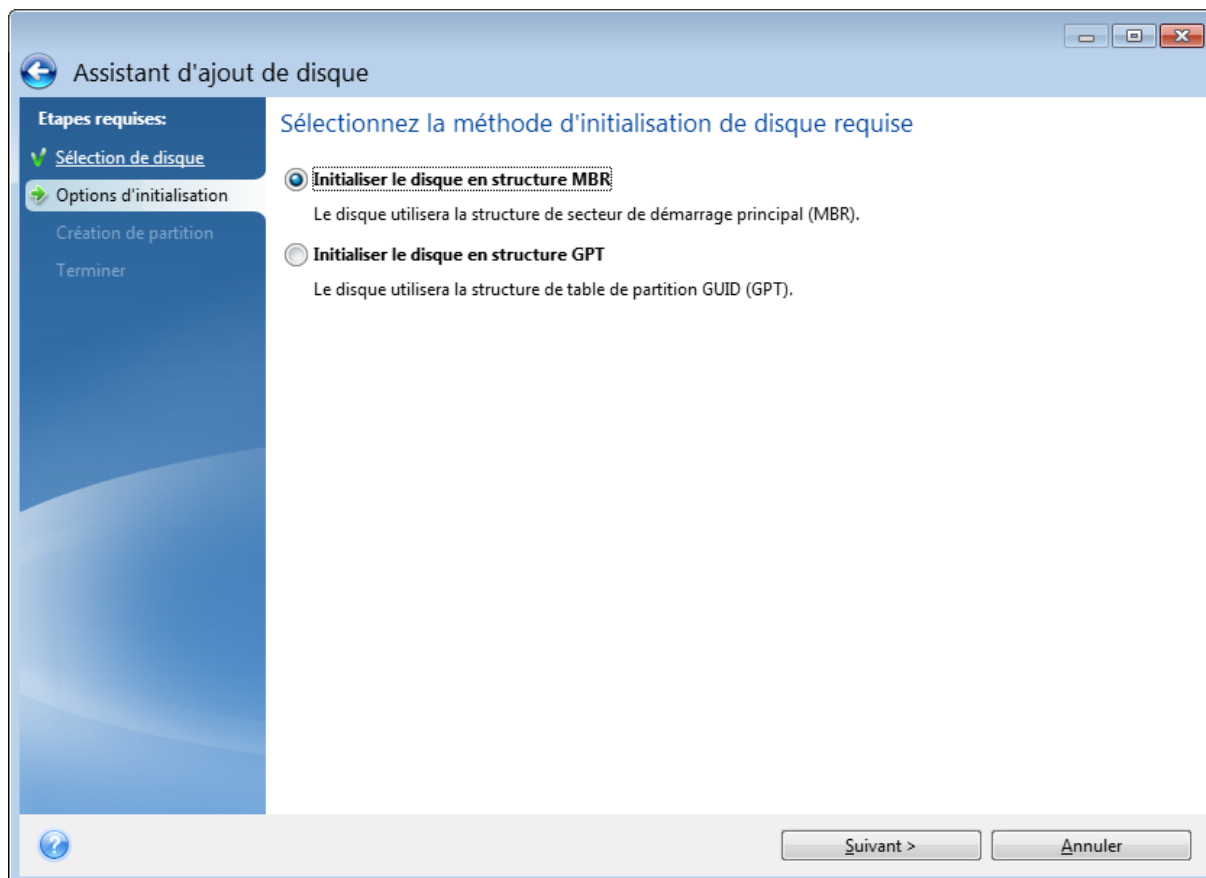 Assistant d'ajout de disque
Etapes requises:
Sélection de disque
Options d'initialisation
Création de partition
Terminer
Sélectionnez la méthode d'initialisation de disque requise
Initialiser le disque en structure MBR
Le disque utilisera la structure de secteur de démarrage principal (MBR).
Initialiser le disque en structure GPT
Le disque utilisera la structure de table de partition GUID (GPT).
?
Suivant >
Annuler